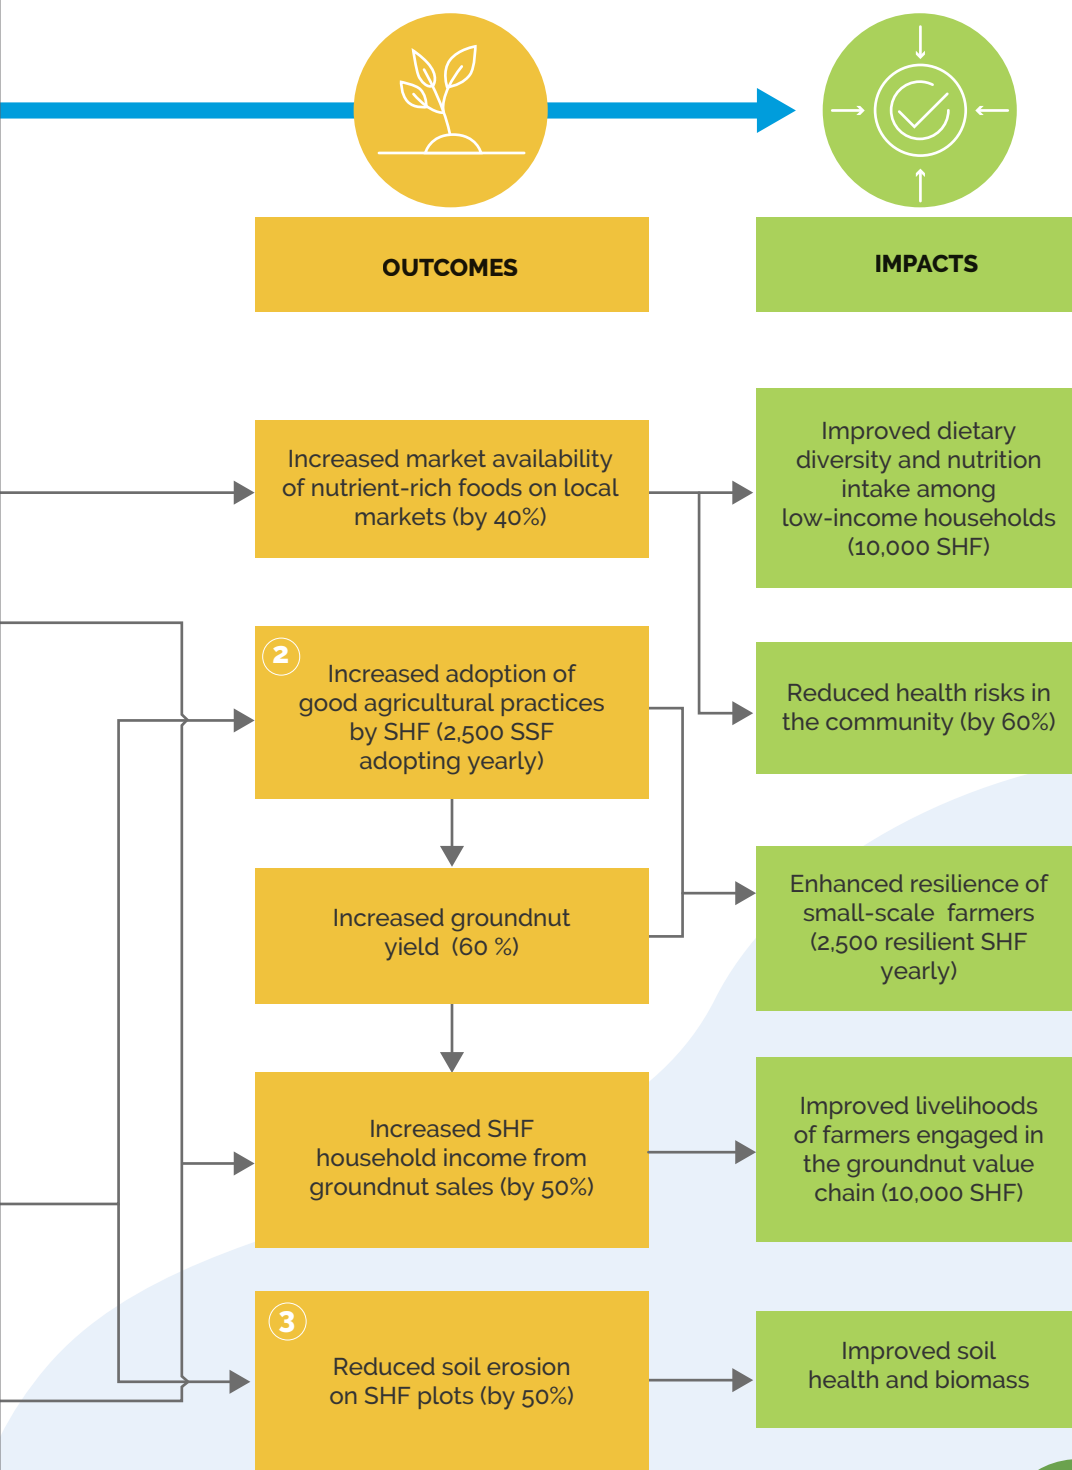 OUTCOMES
IMPACTS
Increased market availability
of nutrient-rich foods on local
markets (by 40%)
Improved dietary
diversity and nutrition
intake among
low-income households
(10,000 SHF)
2
Increased adoption of
good agricultural practices
by SHF (2,500 SSF
adopting yearly)
Reduced health risks in
the community (by 60%)
Increased groundnut
yield (60 %)
Enhanced resilience of
small-scale farmers
(2,500 resilient SHF
yearly)
Increased SHF
household income from
groundnut sales (by 50%)
Improved livelihoods
of farmers engaged in
the groundnut value
chain (10,000 SHF)
3
Reduced soil erosion
on SHF plots (by 50%)
Improved soil
health and biomass